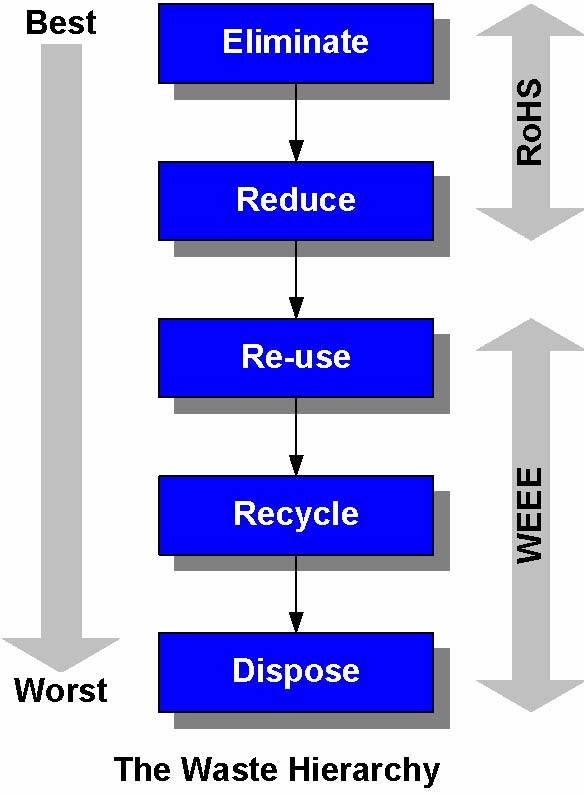 Best
Eliminate
RoHS
Reduce
Re-use
Recycle
WEEE
Dispose
Worst
The Waste Hierarchy